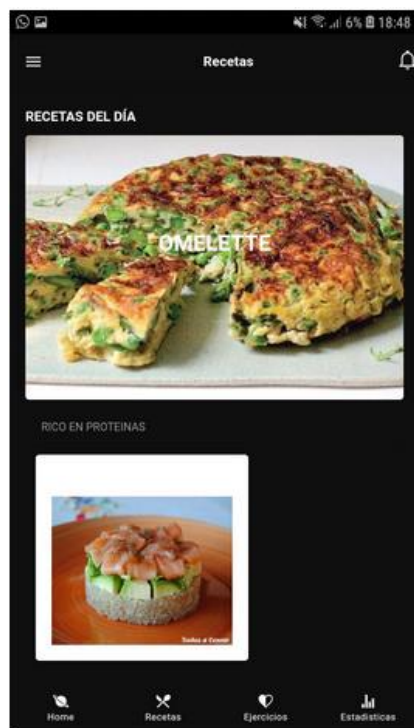 6% 18:48
Recetas
RECETAS DEL DÍA
OMELETTE
RICO EN PROTEINAS
Home Recetas Ejercicios Estadisticas